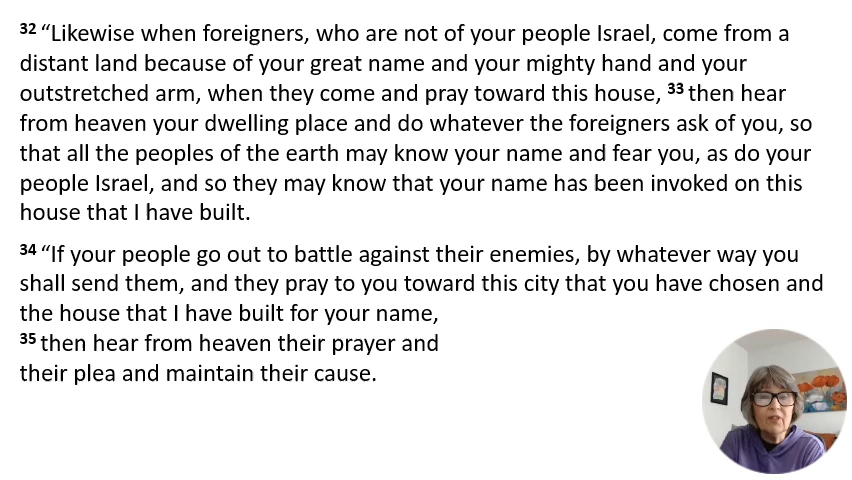 32 “Likewise when foreigners, who are not of your people Israel, come from a
distant land because of your great name and your mighty hand and your
outstretched arm, when they come and pray toward this house, 33 then hear
from heaven your dwelling place and do whatever the foreigners ask of you, so
that all the peoples of the earth may know your name and fear you, as do your
people Israel, and so they may know that your name has been invoked on this
house that I have built.
34 “If your people go out to battle against their enemies, by whatever way you
shall send them, and they pray to you toward this city that you have chosen and
the house that I have built for your name,
35 then hear from heaven their prayer and
their plea and maintain their cause.